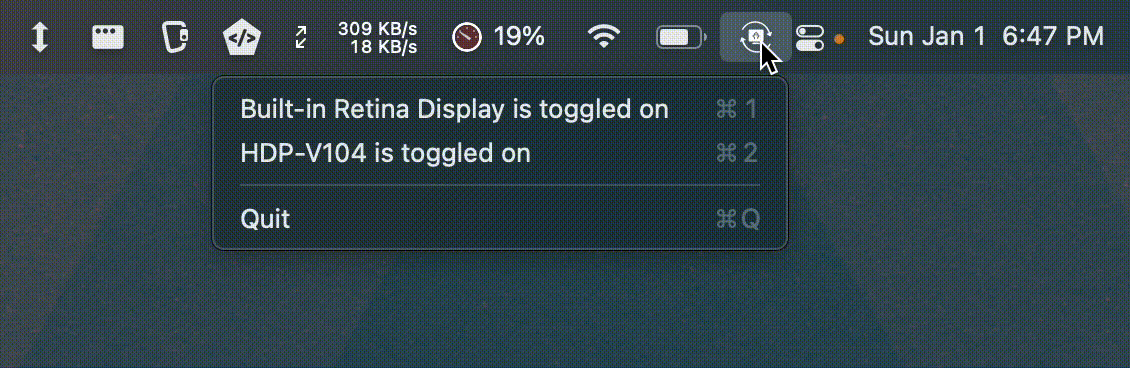 309 KB/s
18 KB/s
19%
Sun Jan 1 6:47 PM
Built-in Retina Display is toggled on ⌘ 1
HDP-V104 is toggled on ⌘ 2
Quit ⌘ Q